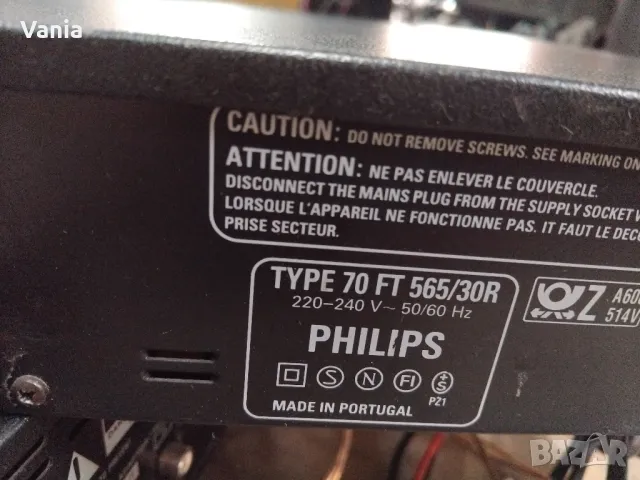 Vania
CAUTION: DO NOT REMOVE SCREWS. SEE MARKING ON
ATTENTION: NE PAS ENLEVER LE COUVERCLE.
DISCONNECT THE MAINS PLUG FROM THE SUPPLY SOCKET
LORSQUE L'APPAREIL NE FONCTIONNE PAS. IT FAUT LE
PRISE SECTEUR.
TYPE 70 FT 565/30R
220–240 V~ 50/60 Hz
PHILIPS
S N FI +S
PZ1
MADE IN PORTUGAL
Z
514V
BAZAR